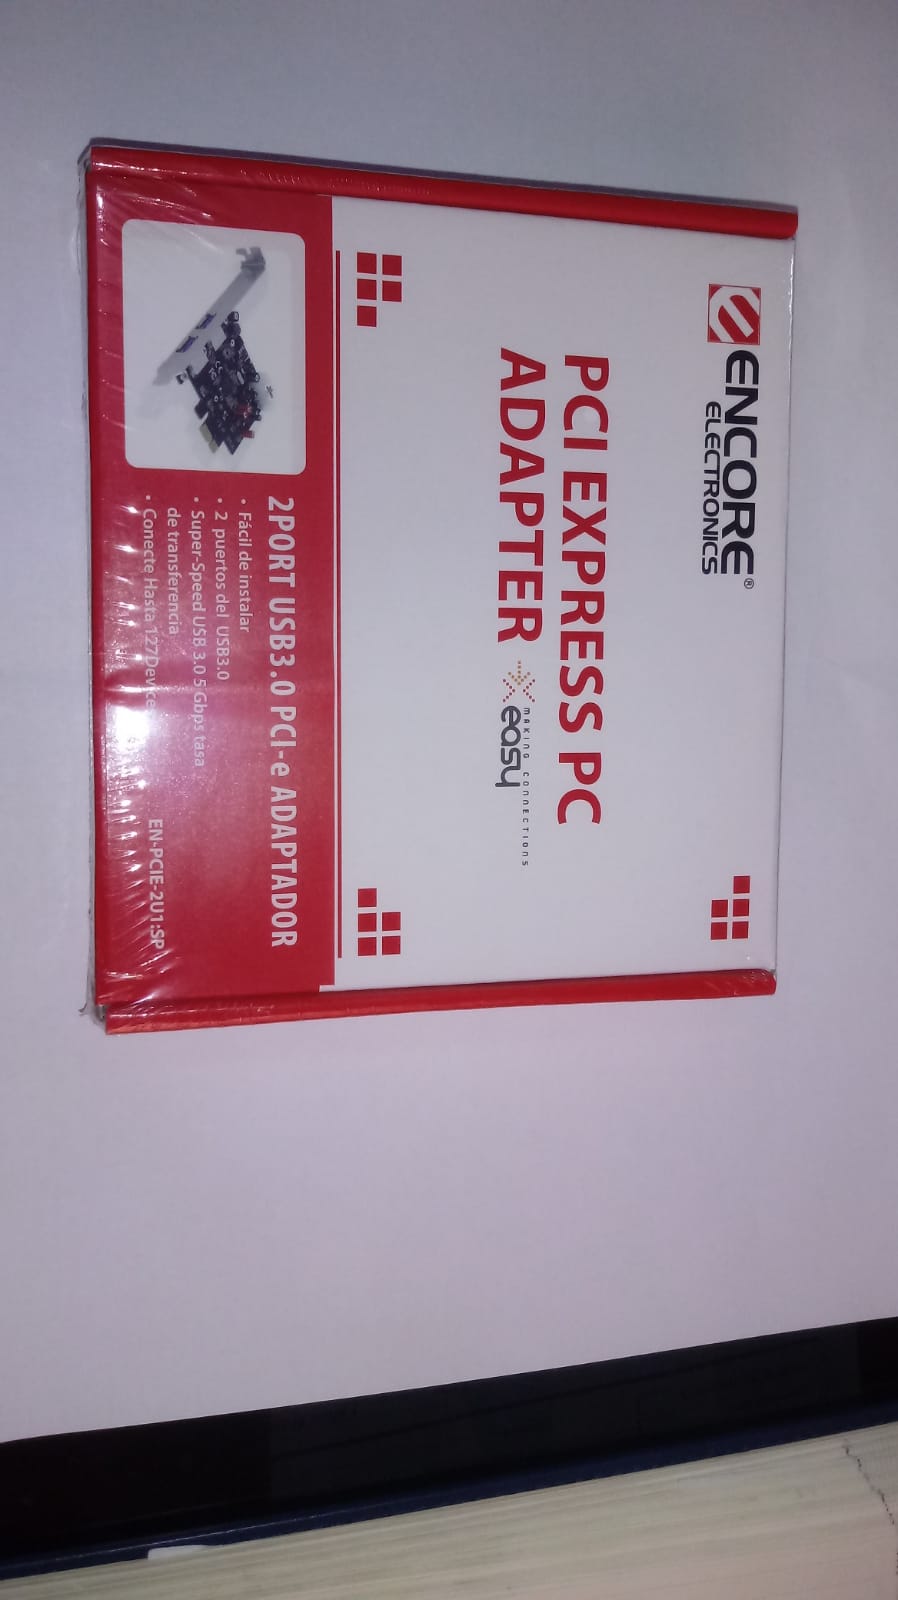 ENCORE®
ELECTRONICS
PCI EXPRESS PC
ADAPTER
MAKING CONNECTIONS
easy
2PORT USB3.0 PCI-e ADAPTADOR
• Fácil de instalar
• 2 puertos del USB3.0
• Super-Speed USB 3.0 5 Gbps tasa
de transferencia
• Conecte Hasta 127Device
EN-PCIE-2U1:SP